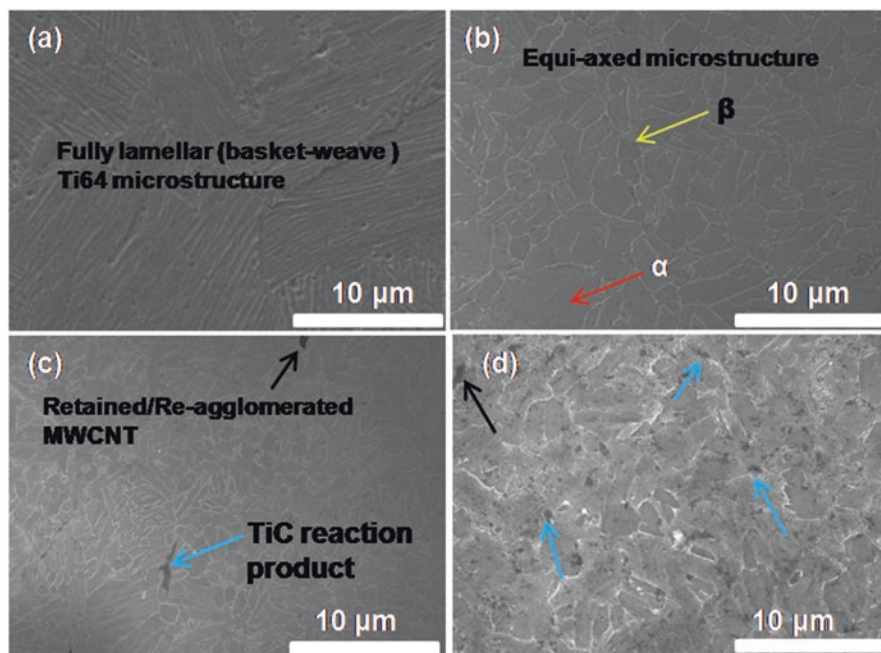 (a)
Fully lamellar (basket-weave )
Ti64 microstructure
10 μm
(b)
Equi-axed microstructure
β
α
10 μm
(c)
Retained/Re-agglomerated
MWCNT
TiC reaction
product
10 μm
(d)
10 μm